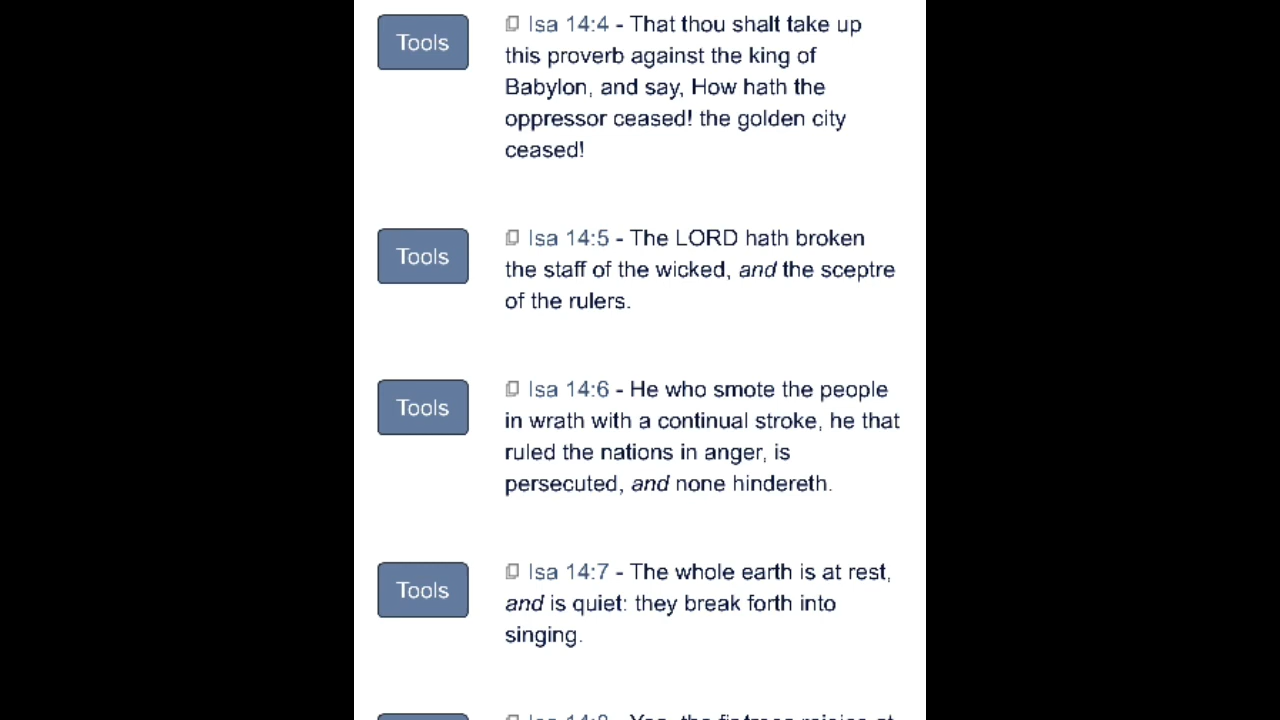 Tools
Isa 14:4 - That thou shalt take up
this proverb against the king of
Babylon, and say, How hath the
oppressor ceased! the golden city
ceased!
Tools
Isa 14:5 - The LORD hath broken
the staff of the wicked, and the sceptre
of the rulers.
Tools
Isa 14:6 - He who smote the people
in wrath with a continual stroke, he that
ruled the nations in anger, is
persecuted, and none hindereth.
Tools
Isa 14:7 - The whole earth is at rest,
and is quiet: they break forth into
singing.